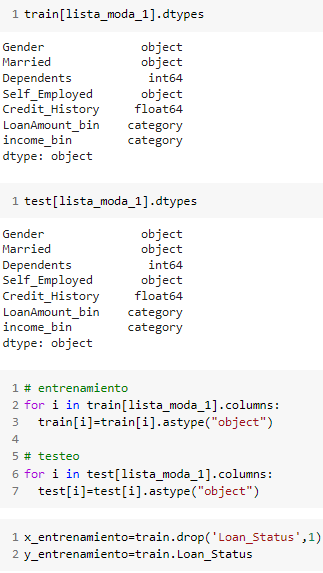 1 train[lista_moda_1].dtypes
Gender object
Married object
Dependents int64
Self_Employed object
Credit_History float64
LoanAmount_bin category
income_bin category
dtype: object
1 test[lista_moda_1].dtypes
Gender object
Married object
Dependents int64
Self_Employed object
Credit_History float64
LoanAmount_bin category
income_bin category
dtype: object
1 # entrenamiento
2 for i in train[lista_moda_1].columns:
3   train[i]=train[i].astype("object")
4
5 # testeo
6 for i in test[lista_moda_1].columns:
7   test[i]=test[i].astype("object")
1 x_entrenamiento=train.drop('Loan_Status',1)
2 y_entrenamiento=train.Loan_Status